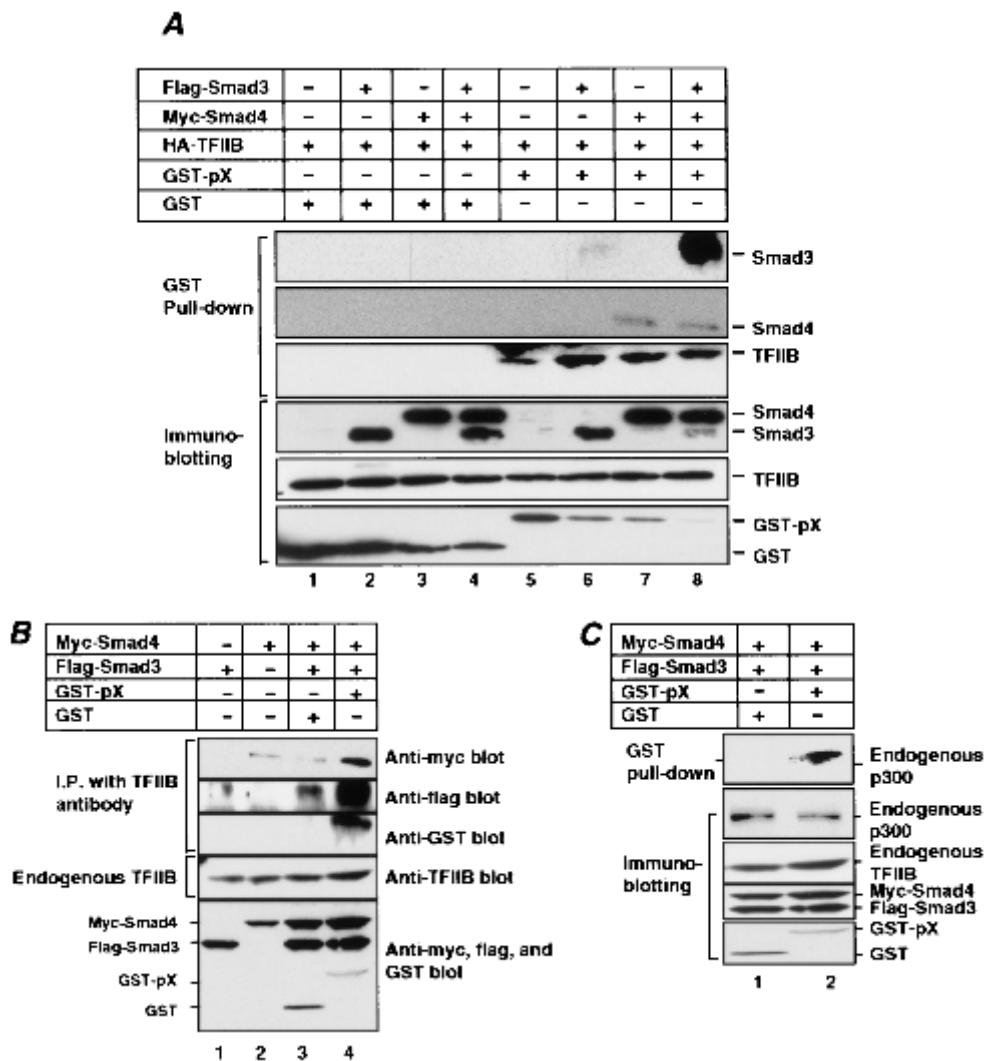 A
Flag-Smad3 – + – + – + – +
Myc-Smad4 – – + + – – + +
HA-TFIIB + + + + + + + +
GST-pX – – – – + + + +
GST + + + + – – – –
GST
Pull-down
Smad3
Smad4
TFIIB
Immuno-
blotting
Smad4
Smad3
TFIIB
GST-pX
GST
1 2 3 4 5 6 7 8
B
Myc-Smad4 – + + +
Flag-Smad3 + – + +
GST-pX – – – +
GST – – + –
I.P. with TFIIB
antibody
Anti-myc blot
Anti-flag blot
Anti-GST blot
Endogenous TFIIB
Anti-TFIIB blot
Myc-Smad4
Flag-Smad3
GST-pX
GST
Anti-myc, flag, and
GST blot
1 2 3 4
C
Myc-Smad4 + +
Flag-Smad3 + +
GST-pX – +
GST + –
GST
pull-down
Endogenous
p300
Immuno-
blotting
Endogenous
p300
Endogenous
TFIIB
Myc-Smad4
Flag-Smad3
GST-pX
GST
1 2